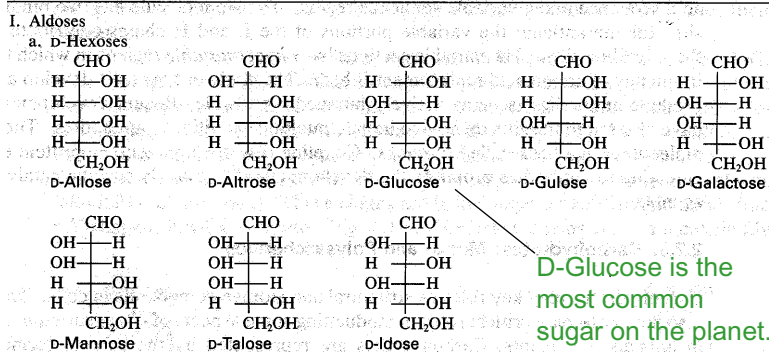 I. Aldoses
a. D-Hexoses
CHO CHO CHO CHO CHO
H OH OH H H OH H OH H OH
H OH H OH OH H H OH OH H
H OH H OH H OH OH H OH H
H OH H OH H OH H OH H OH
CH₂OH CH₂OH CH₂OH CH₂OH CH₂OH
D-Allose D-Altrose D-Glucose D-Gulose D-Galactose
CHO CHO CHO
OH H OH H OH H
OH H OH H H OH
H OH OH H OH H
H OH H OH H OH
CH₂OH CH₂OH CH₂OH
D-Mannose D-Talose D-Idose
D-Glucose is the
most common
sugar on the planet.